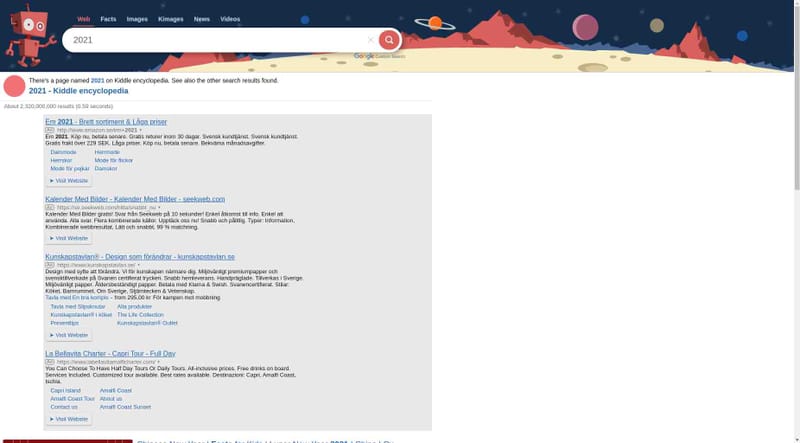 Web Facts Images Kimages News Videos
2021
Google Custom Search
There's a page named 2021 on Kiddle encyclopedia. See also the other search results found.
2021 - Kiddle encyclopedia
About 2,320,000,000 results (0.59 seconds)
Em 2021 - Brett sortiment & Låga priser
Ad http://www.amazon.se/em+2021
Em 2021. Köp nu, betala senare. Gratis returer inom 30 dagar. Svensk kundtjänst. Svensk kundtjänst.
Gratis frakt över 229 SEK. Låga priser. Köp nu, betala senare. Bekväma månadsavgifter.
Dammode Herrmode
Herrskor Mode för flickor
Mode för pojkar Damskor
➤ Visit Website
Kalender Med Bilder - Kalender Med Bilder - seekweb.com
Ad https://se.seekweb.com/hitta/snabbt_nu
Kalender Med Bilder gratis! Svar från Seekweb på 10 sekunder! Enkel åtkomst till info. Enkel att
använda. Alla svar. Flera kombinerade källor. Upptäck oss nu! Snabb och pålitlig. Typer: Information,
Kombinerade webbresultat, Lätt och snabbt, 99 % matchning.
➤ Visit Website
Kunskapstavlan® - Design som förändrar - kunskapstavlan.se
Ad https://www.kunskapstavlan.se/
Design med syfte att förändra. Vi för kunskapen närmare dig. Miljövänligt premiumpapper och
svensktillverkade på Svanen certifierat tryckeri. Snabb hemleverans. Handpräglade. Tillverkas i Sverige.
Miljövänligt papper. Åldersbeständigt papper. Betala med Klarna & Swish. Svanencertifierat. Stilar:
Köket, Barnrummet, Om Sverige, Stjärntecken & Vetenskap.
Tavla med En bra kompis - from 295,00 kr För kampen mot mobbning
Tavla med Slipsknutar Alla produkter
Kunskapstavlan® i köket The Life Collection
Presenttips Kunskapstavlan® Outlet
➤ Visit Website
La Bellavita Charter - Capri Tour - Full Day
Ad https://www.labellavitaamalficharter.com/
You Can Choose To Have Half Day Tours Or Daily Tours. All-inclusive prices. Free drinks on board.
Services Included. Customized tour available. Best rates available. Destinazioni: Capri, Amalfi Coast,
Ischia.
Capri Island Amalfi Coast
Amalfi Coast Tour About us
Contact us Amalfi Coast Sunset
➤ Visit Website